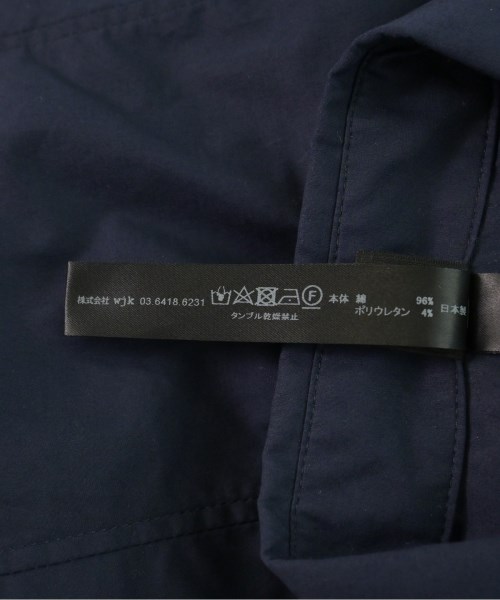 株式会社 wjk 03.6418.6231 F 本体 綿 96%
ポリウレタン 4% 日本製
タンブル乾燥禁止